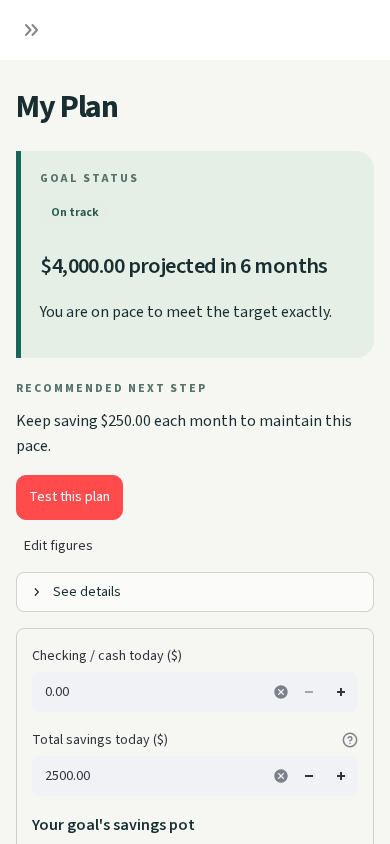 My Plan
GOAL STATUS
On track
$4,000.00 projected in 6 months
You are on pace to meet the target exactly.
RECOMMENDED NEXT STEP
Keep saving $250.00 each month to maintain this
pace.
Test this plan
Edit figures
See details
Checking / cash today ($)
0.00
Total savings today ($)
2500.00
Your goal's savings pot